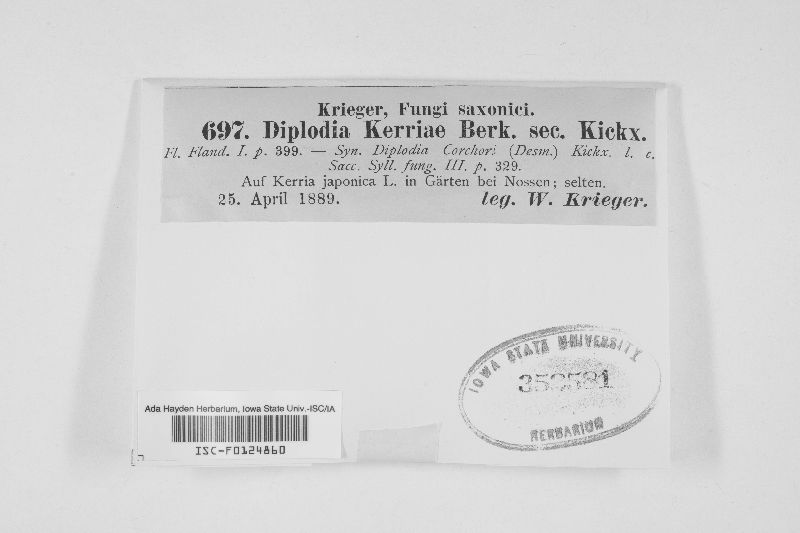 Krieger, Fungi saxonici.
697. Diplodia Kerriae Berk. sec. Kickx.
Fl. Fland. I. p. 399. — Syn. Diplodia Corchori (Desm.) Kickx. l. c.
Sacc. Syll. fung. III. p. 329.
Auf Kerria japonica L. in Gärten bei Nossen; selten.
25. April 1889. leg. W. Krieger.
IOWA STATE UNIVERSITY
353581
HERBARIUM
Ada Hayden Herbarium, Iowa State Univ.-ISC/IA
ISC-F0124860